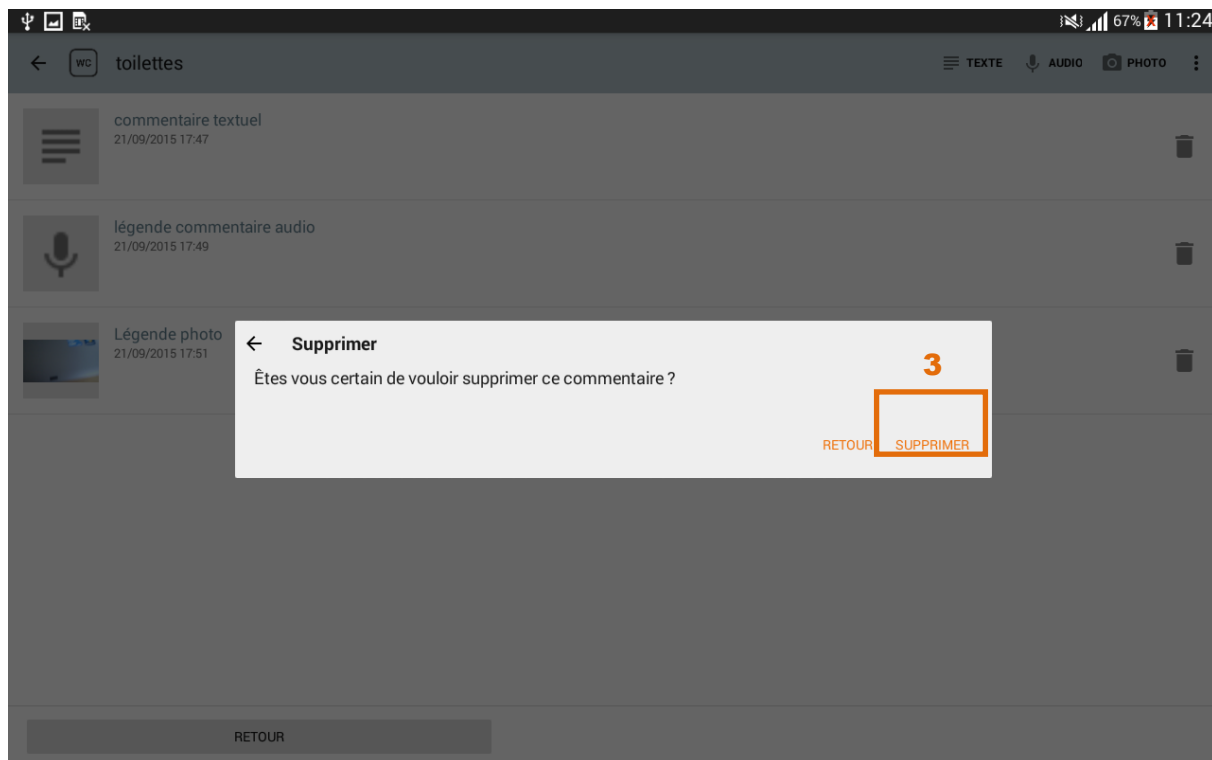 67% 11:24
WC toilettes TEXTE AUDIO PHOTO
commentaire textuel
21/09/2015 17:47
légende commentaire audio
21/09/2015 17:49
Légende photo
21/09/2015 17:51
Supprimer
3
Êtes vous certain de vouloir supprimer ce commentaire ?
RETOUR SUPPRIMER
RETOUR